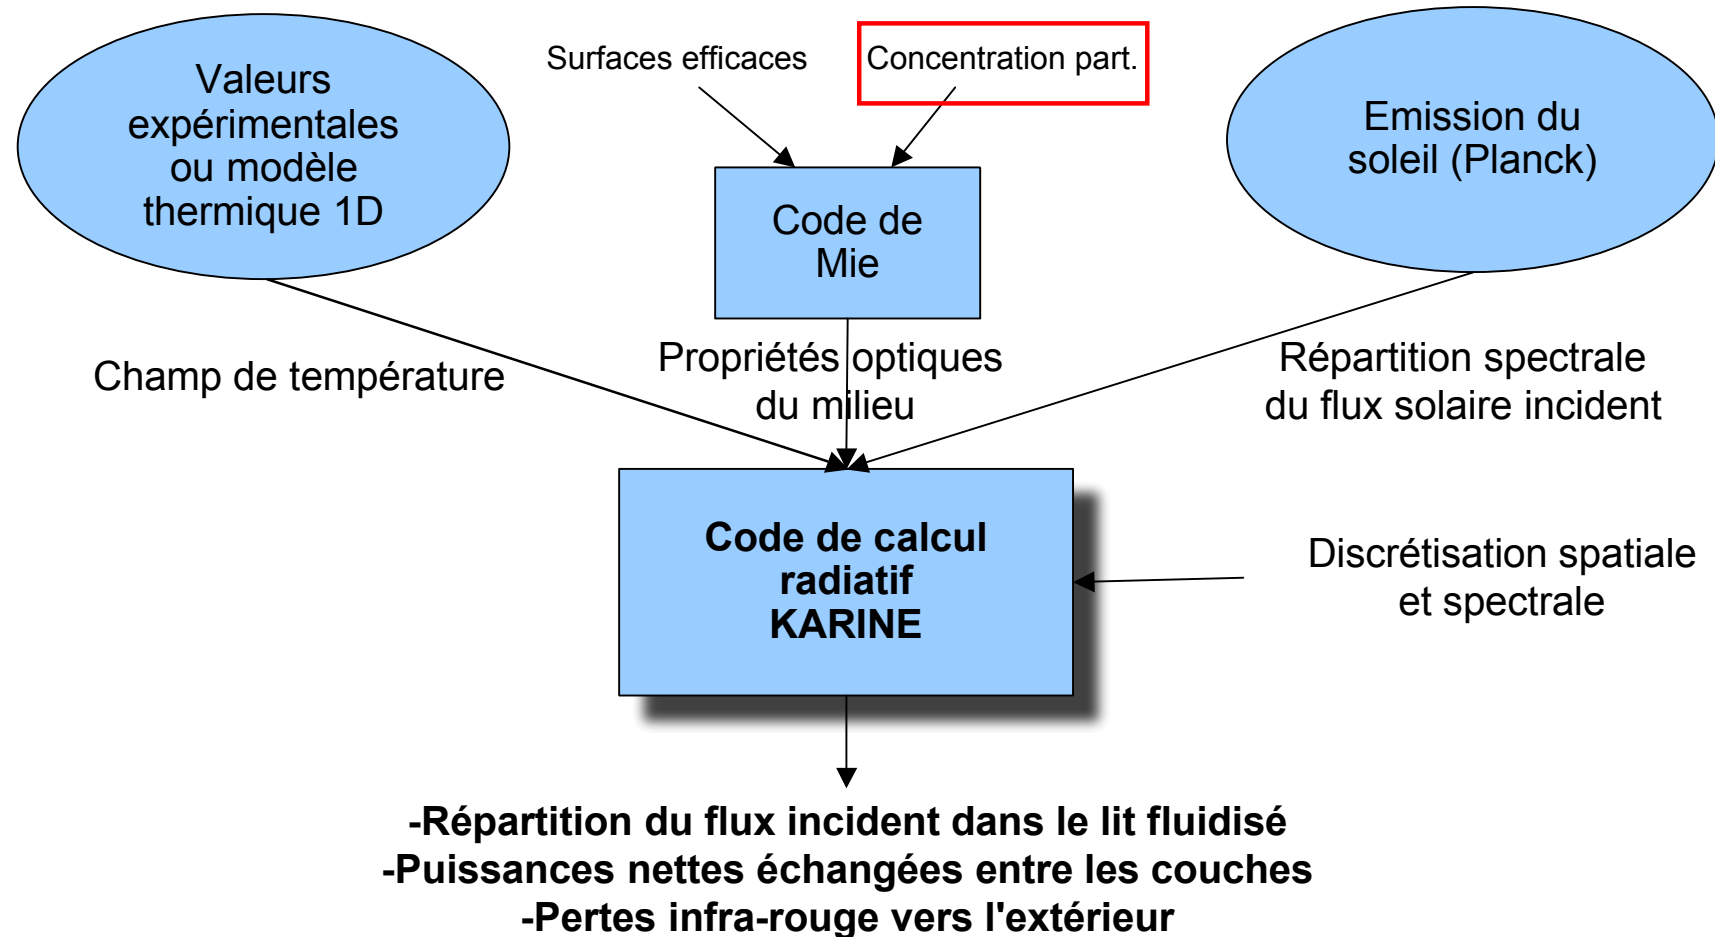 Valeurs
expérimentales
ou modèle
thermique 1D
Surfaces efficaces
Concentration part.
Emission du
soleil (Planck)
Code de
Mie
Champ de température
Propriétés optiques
du milieu
Répartition spectrale
du flux solaire incident
Code de calcul
radiatif
KARINE
Discrétisation spatiale
et spectrale
-Répartition du flux incident dans le lit fluidisé
-Puissances nettes échangées entre les couches
-Pertes infra-rouge vers l'extérieur